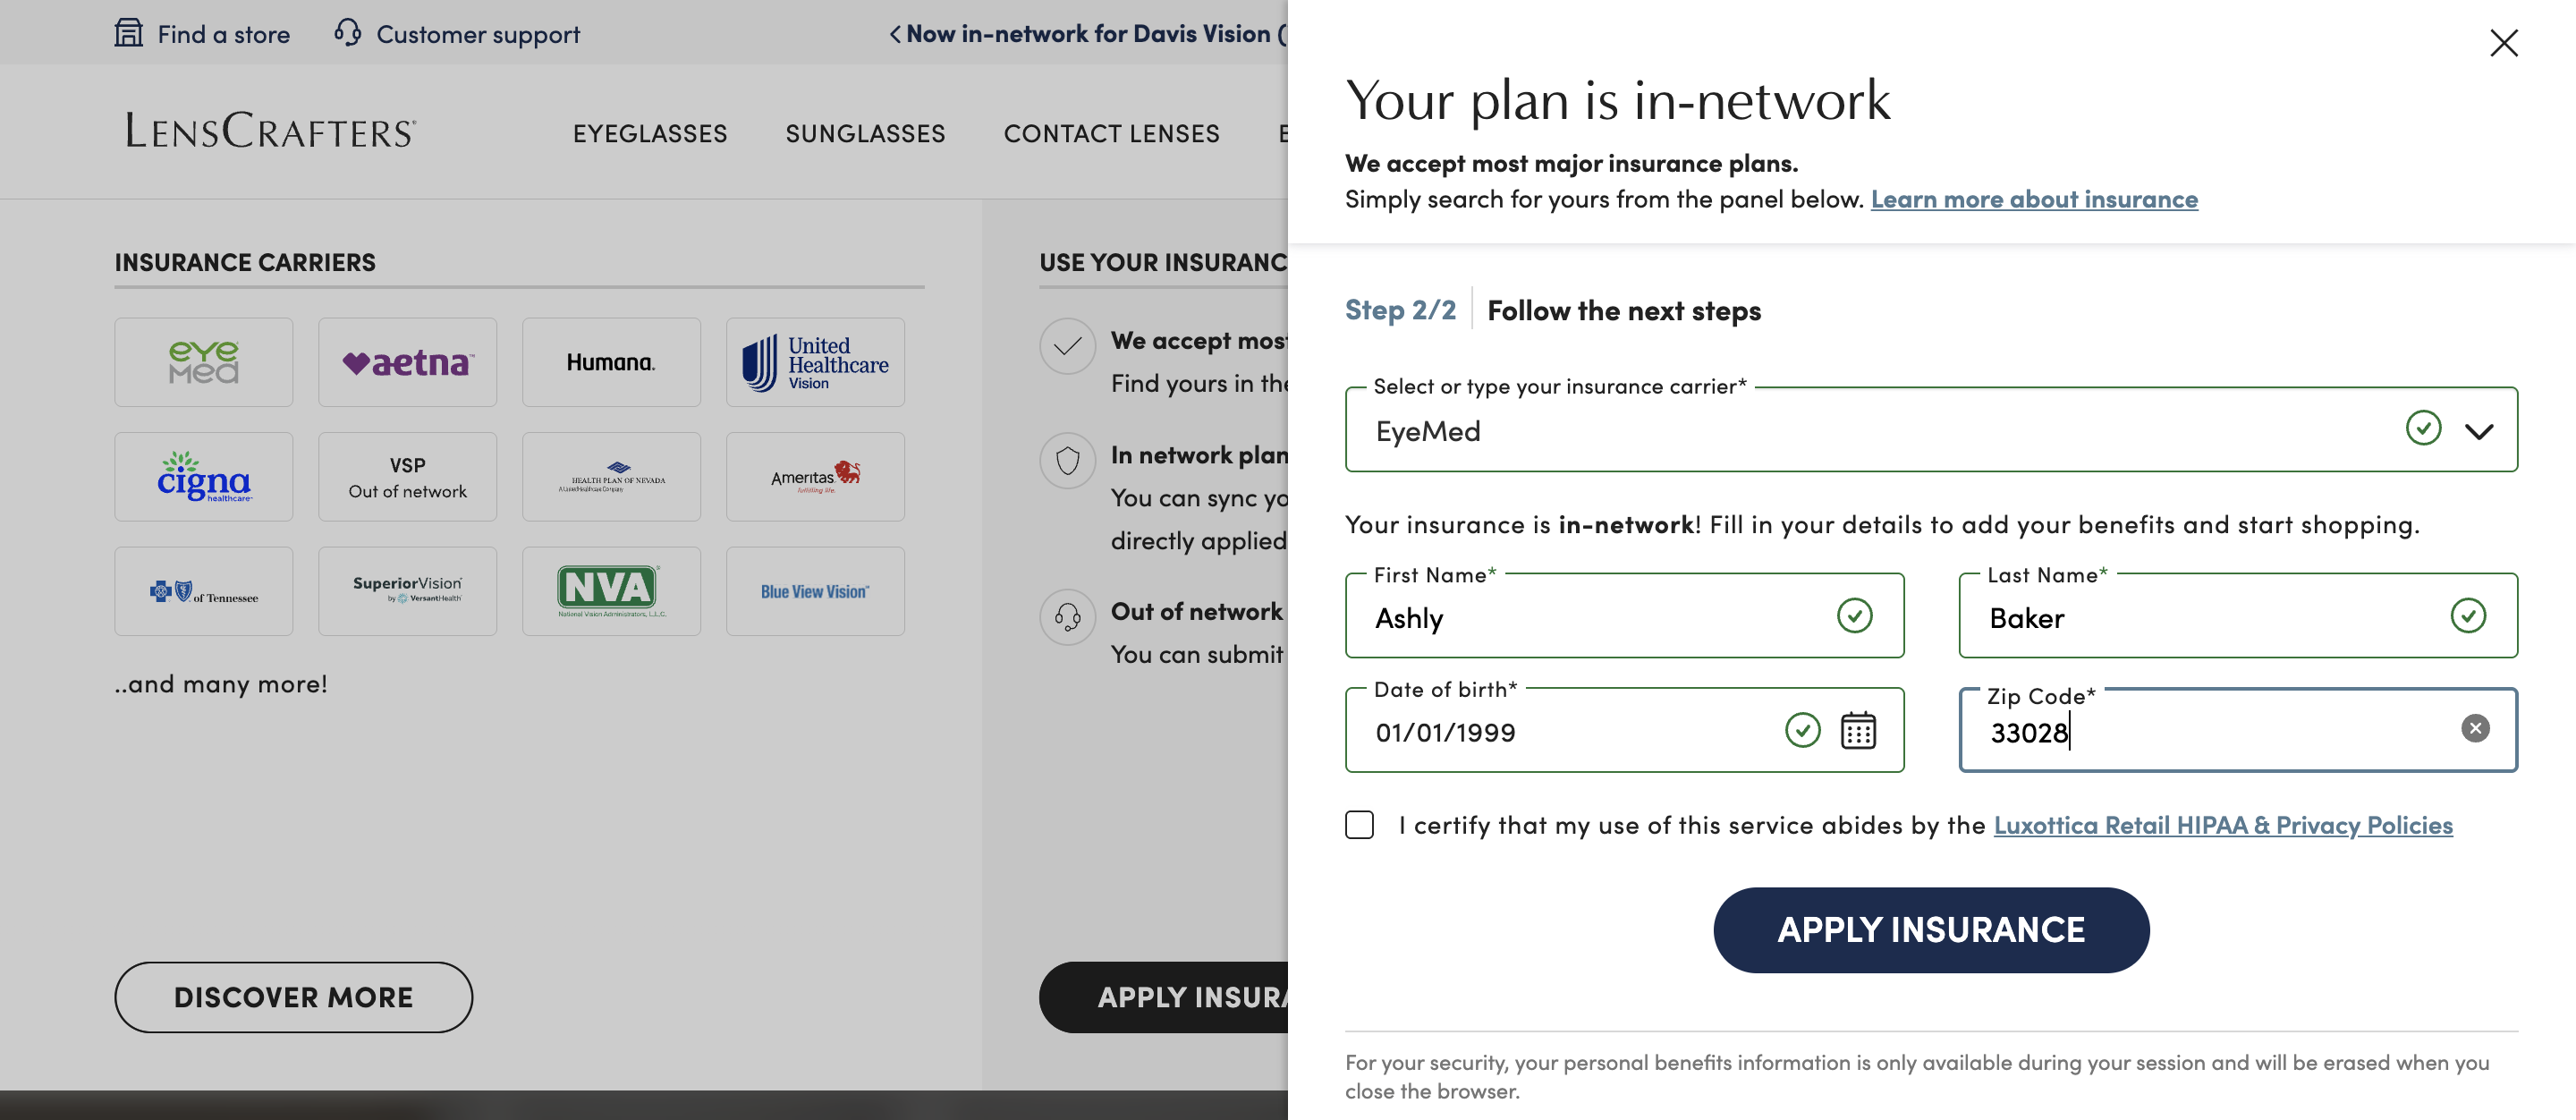 Find a store
Customer support
Now in-network for Davis Vision (
LENSCRAFTERS
EYEGLASSES
SUNGLASSES
CONTACT LENSES
E
INSURANCE CARRIERS
eye
med
aetna™
Humana.
United
Healthcare
Vision
cigna
healthcare
VSP
Out of network
HEALTH PLAN OF NEVADA
A UnitedHealthcare Company
Ameritas
fulfilling life.
of Tennessee
SuperiorVision
by VersantHealth
NVA®
National Vision Administrators, L.L.C.
Blue View Vision
..and many more!
DISCOVER MORE
USE YOUR INSURANC
We accept most
Find yours in the
In network plan
You can sync yo
directly applied
Out of network
You can submit
APPLY INSURA
Your plan is in-network
We accept most major insurance plans.
Simply search for yours from the panel below. Learn more about insurance
Step 2/2 Follow the next steps
Select or type your insurance carrier*
EyeMed
Your insurance is in-network! Fill in your details to add your benefits and start shopping.
First Name*
Ashly
Last Name*
Baker
Date of birth*
01/01/1999
Zip Code*
33028
I certify that my use of this service abides by the Luxottica Retail HIPAA & Privacy Policies
APPLY INSURANCE
For your security, your personal benefits information is only available during your session and will be erased when you
close the browser.